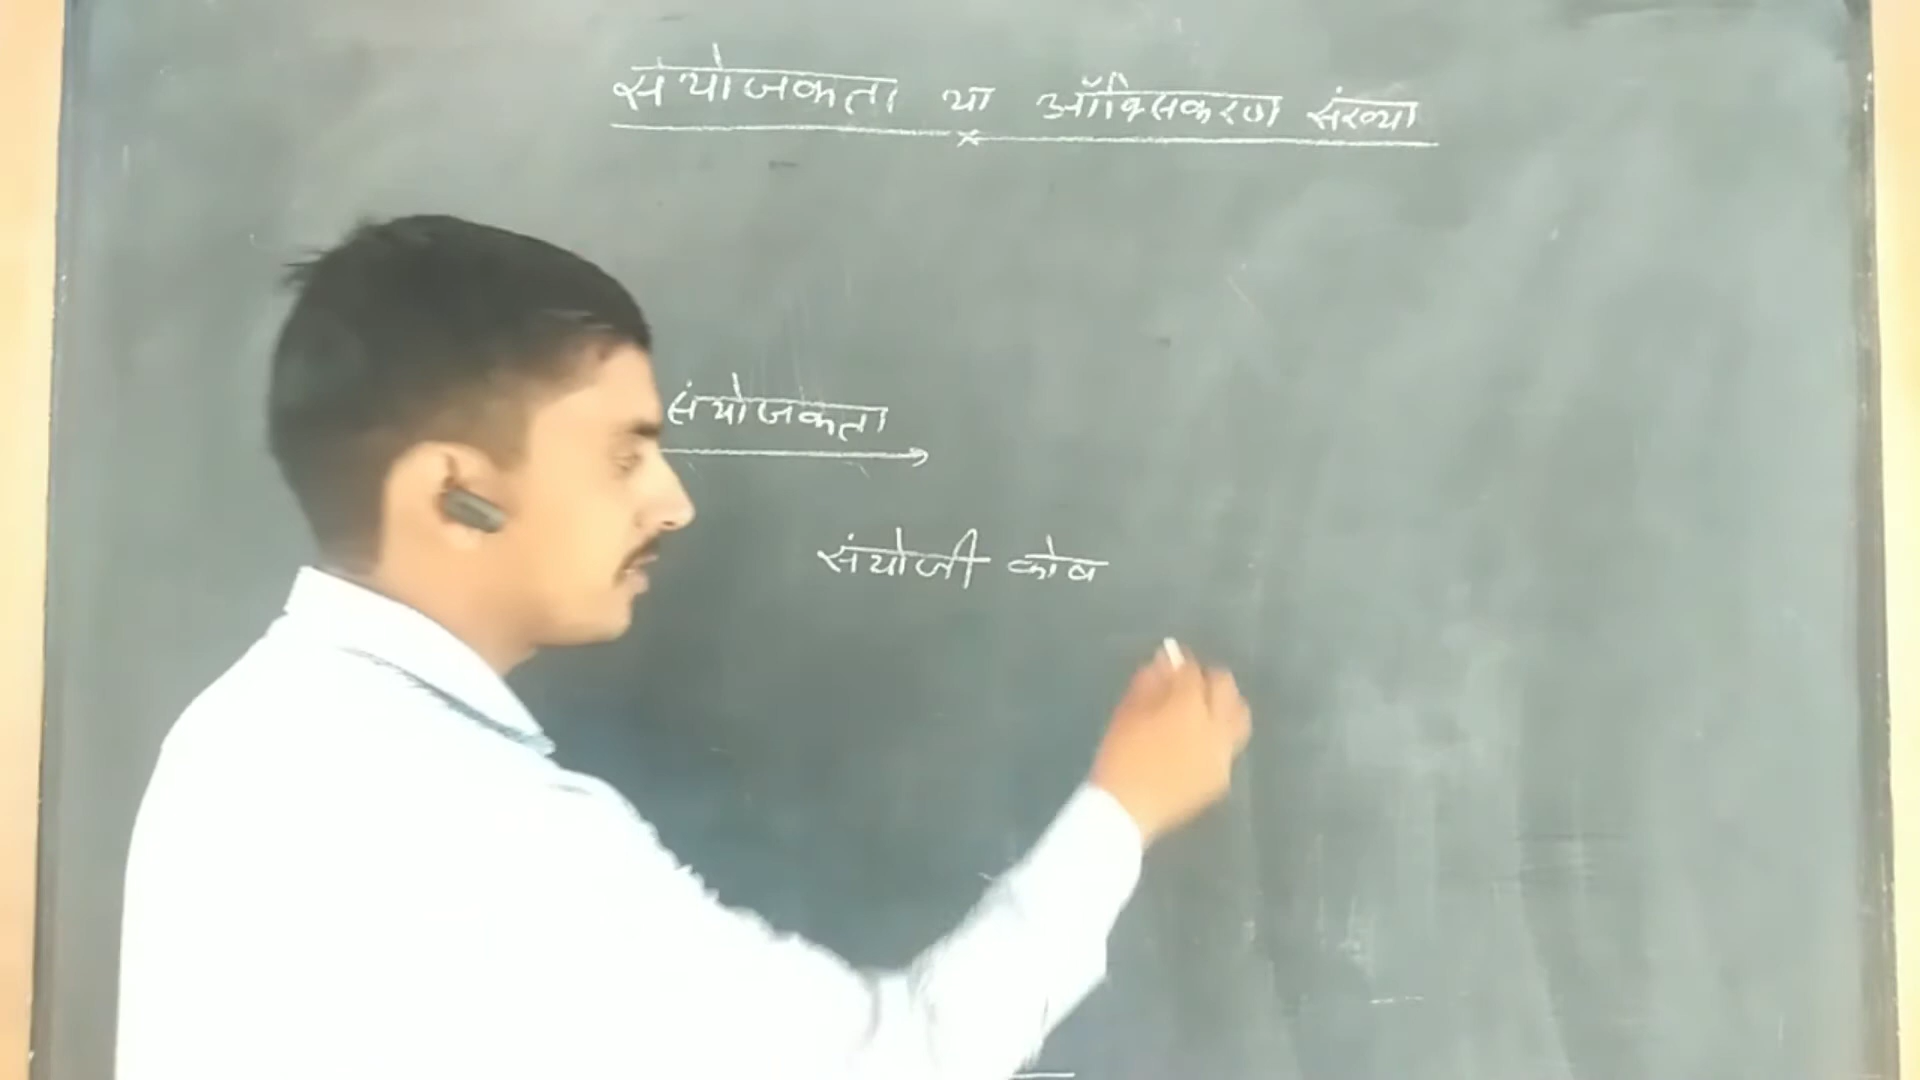 संयोजकता या ऑक्सिकरण संख्या
संयोजकता
संयोजी कोब